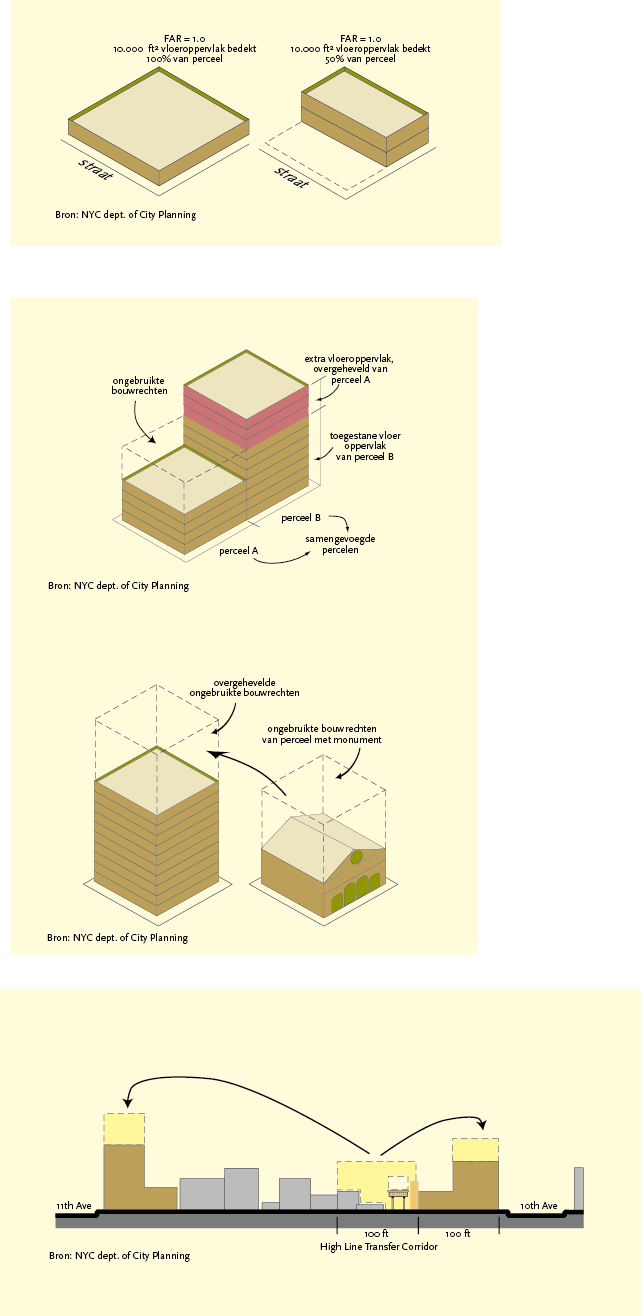 FAR = 1.0
10.000 ft² vloeroppervlak bedekt
100% van perceel
FAR = 1.0
10.000 ft² vloeroppervlak bedekt
50% van perceel
straat
straat
Bron: NYC dept. of City Planning
extra vloeroppervlak,
overgeheveld van
perceel A
ongebruikte
bouwrechten
toegestane vloer
oppervlak
van perceel B
perceel B
samengevoegde
percelen
perceel A
Bron: NYC dept. of City Planning
overgehevelde
ongebruikte bouwrechten
ongebruikte bouwrechten
van perceel met monument
Bron: NYC dept. of City Planning
11th Ave
10th Ave
100 ft
100 ft
High Line Transfer Corridor
Bron: NYC dept. of City Planning